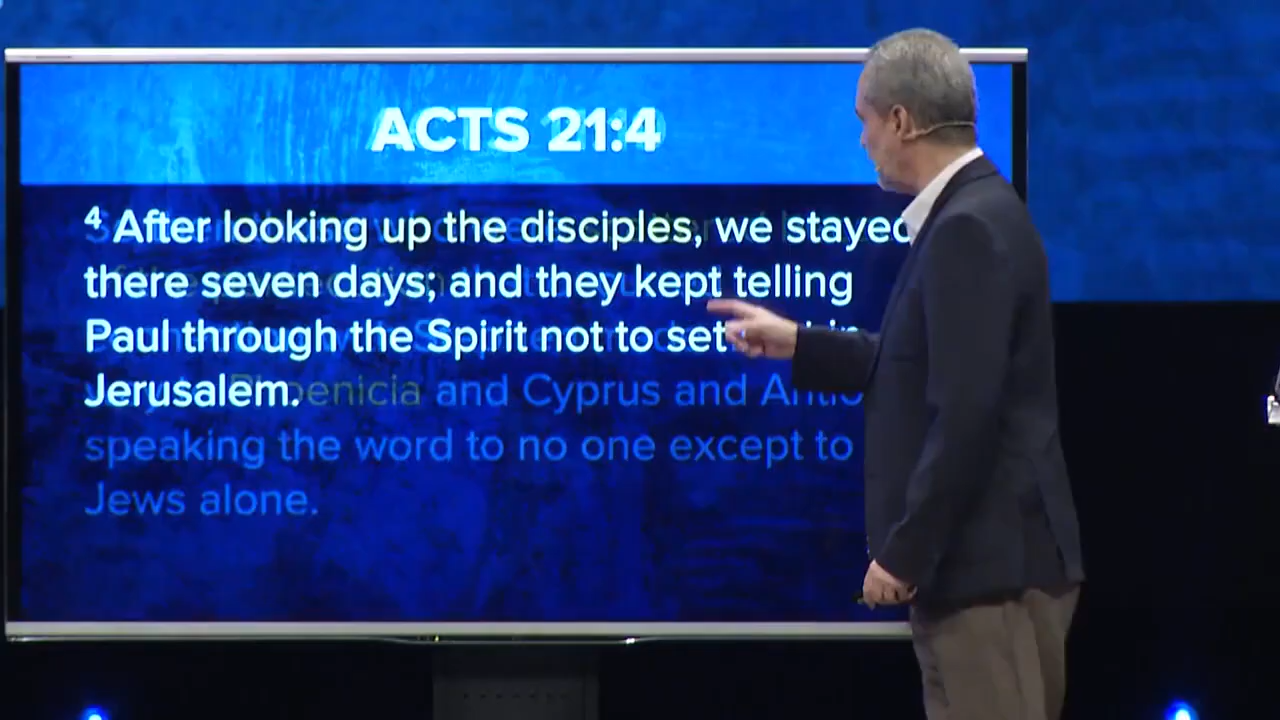 ACTS 21:4
4 After looking up the disciples, we stayed
there seven days; and they kept telling
Paul through the Spirit not to set in
Jerusalem. Phoenicia and Cyprus and
speaking the word to no one except to
Jews alone.